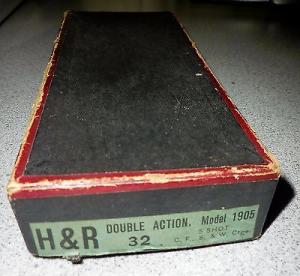 H&R DOUBLE ACTION. Model 1905
32 5 SHOT
C. F. S. & W. Ctge.